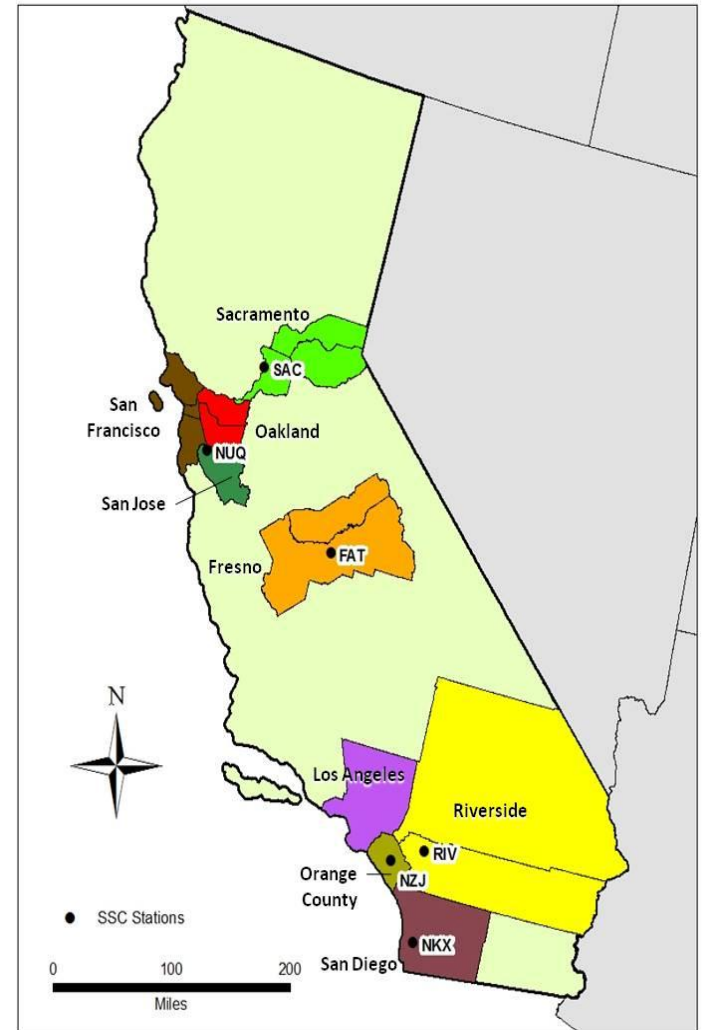 Sacramento
SAC
San
Francisco
Oakland
NUQ
San Jose
FAT
Fresno
N
Los Angeles
Riverside
RIV
Orange
County
NZJ
SSC Stations
NKX
San Diego
0 100 200
Miles